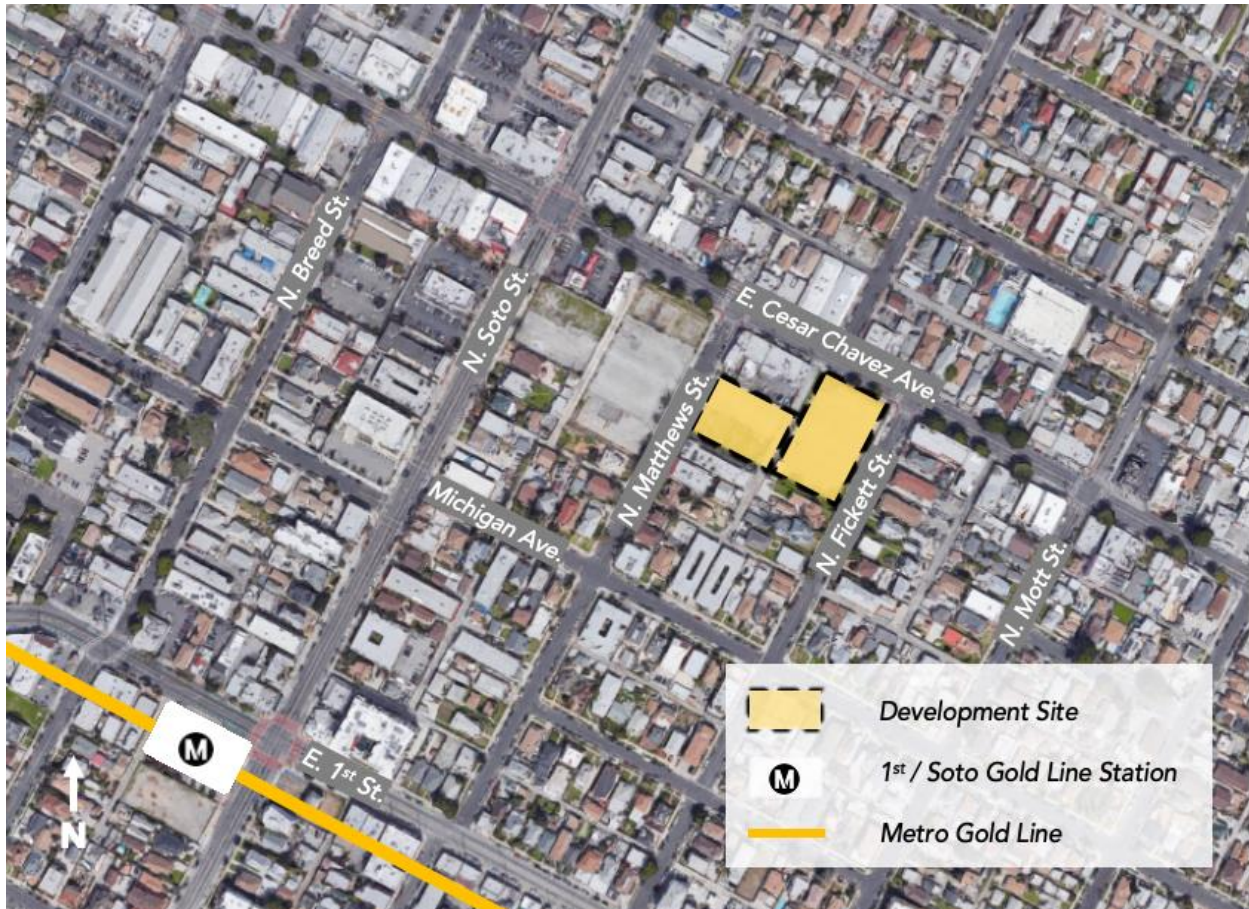 N. Breed St.
N. Soto St.
E. Cesar Chavez Ave.
N. Matthews St.
Michigan Ave.
N. Fickett St.
N. Mott St.
E. 1st St.
M
N
Development Site
M
1st / Soto Gold Line Station
Metro Gold Line